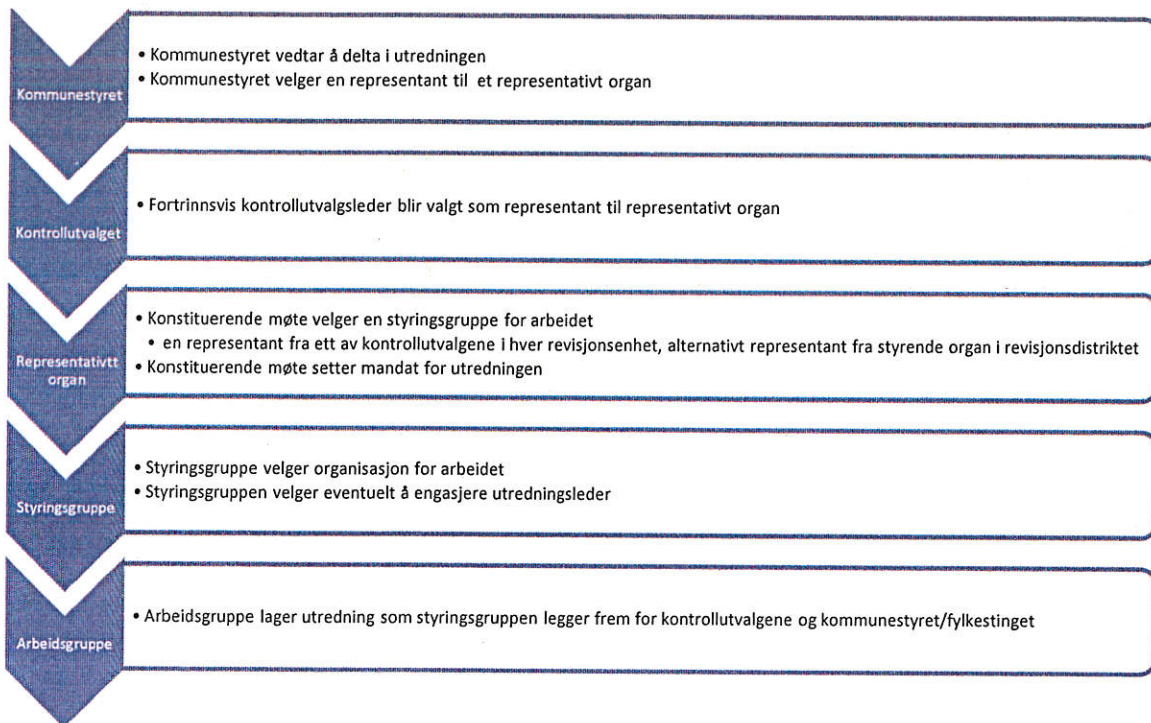 Kommunestyret
• Kommunestyret vedtar å delta i utredningen
• Kommunestyret velger en representant til et representativt organ
Kontrollutvalget
• Fortrinnsvis kontrollutvalgsleder blir valgt som representant til representativt organ
Representativtt
organ
• Konstituerende møte velger en styringsgruppe for arbeidet
• en representant fra ett av kontrollutvalgene i hver revisjonsenhet, alternativt representant fra styrende organ i revisjonsdistriktet
• Konstituerende møte setter mandat for utredningen
Styringsgruppe
• Styringsgruppe velger organisasjon for arbeidet
• Styringsgruppen velger eventuelt å engasjere utredningsleder
Arbeidsgruppe
• Arbeidsgruppe lager utredning som styringsgruppen legger frem for kontrollutvalgene og kommunestyret/fylkestinget